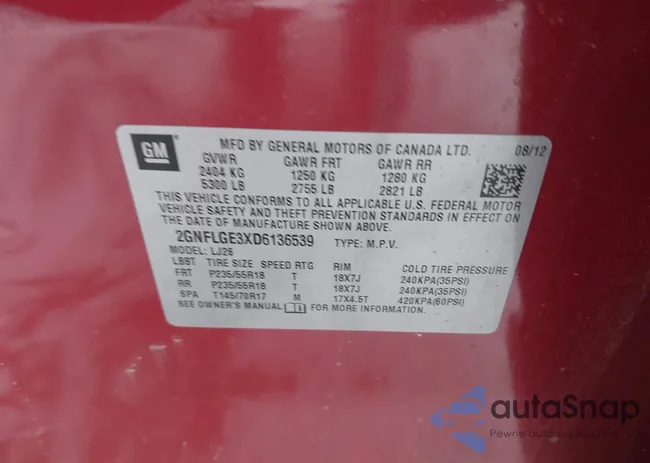 GM
MFD BY GENERAL MOTORS OF CANADA LTD. 08/12
GVWR GAWR FRT GAWR RR
2404 KG 1250 KG 1280 KG
5300 LB 2755 LB 2821 LB
THIS VEHICLE CONFORMS TO ALL APPLICABLE U.S. FEDERAL MOTOR
VEHICLE SAFETY AND THEFT PREVENTION STANDARDS IN EFFECT ON
THE DATE OF MANUFACTURE SHOWN ABOVE.
2GNFLGE3XD6136539 TYPE: M.P.V.
MODEL: LJ26
LBBT TIRE SIZE SPEED RTG RIM COLD TIRE PRESSURE
FRT P235/55R18 T 18X7J 240KPA(35PSI)
RR P235/55R18 T 18X7J 240KPA(35PSI)
SPA T145/70R17 M 17X4.5T 420KPA(60PSI)
SEE OWNER'S MANUAL FOR MORE INFORMATION.
autaSnap
Pewne auta